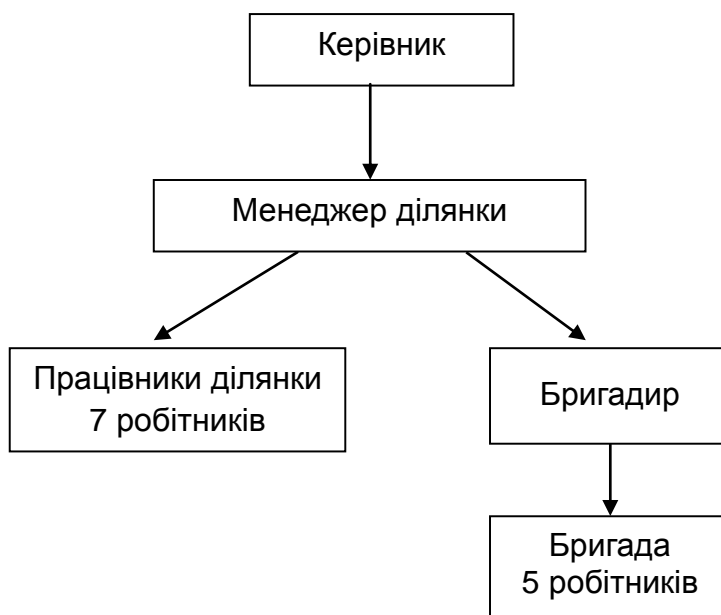 Керівник
Менеджер ділянки
Працівники ділянки
7 робітників
Бригадир
Бригада
5 робітників